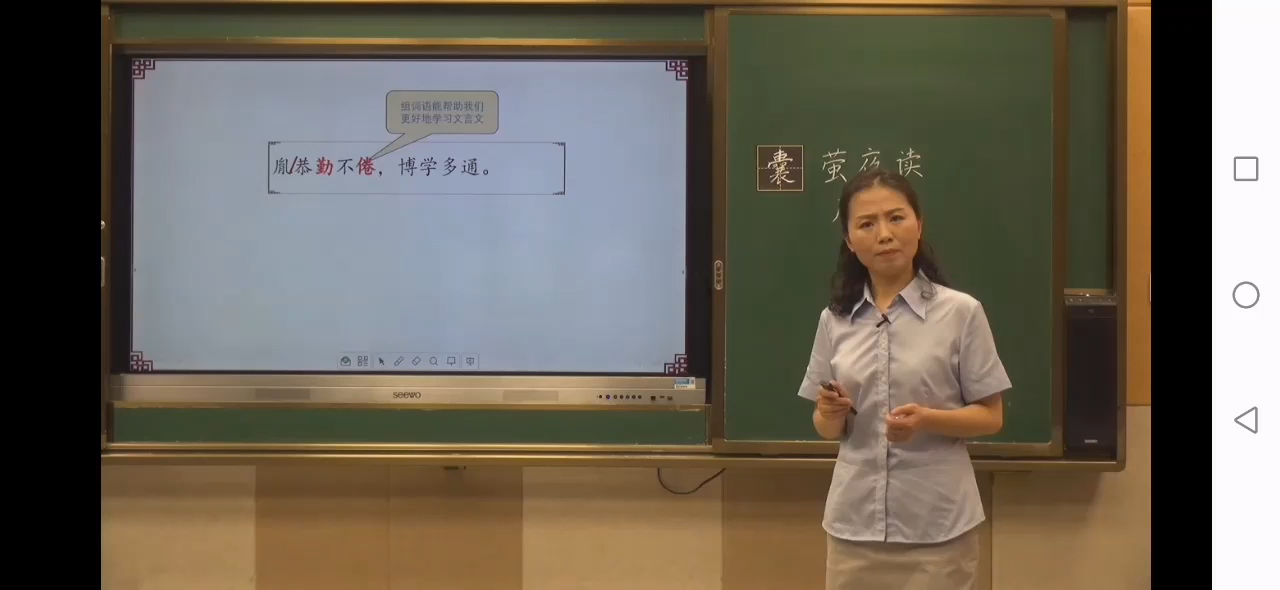 组词语能帮助我们
更好地学习文言文
胤/恭勤不倦，博学多通。
囊 萤夜读
seewo